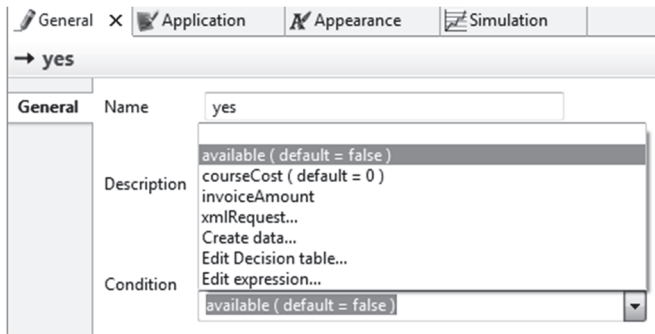 General Application Appearance Simulation
→ yes
General Name yes
available ( default = false )
courseCost ( default = 0 )
Description
invoiceAmount
xmlRequest...
Create data...
Edit Decision table...
Edit expression...
Condition
available ( default = false )